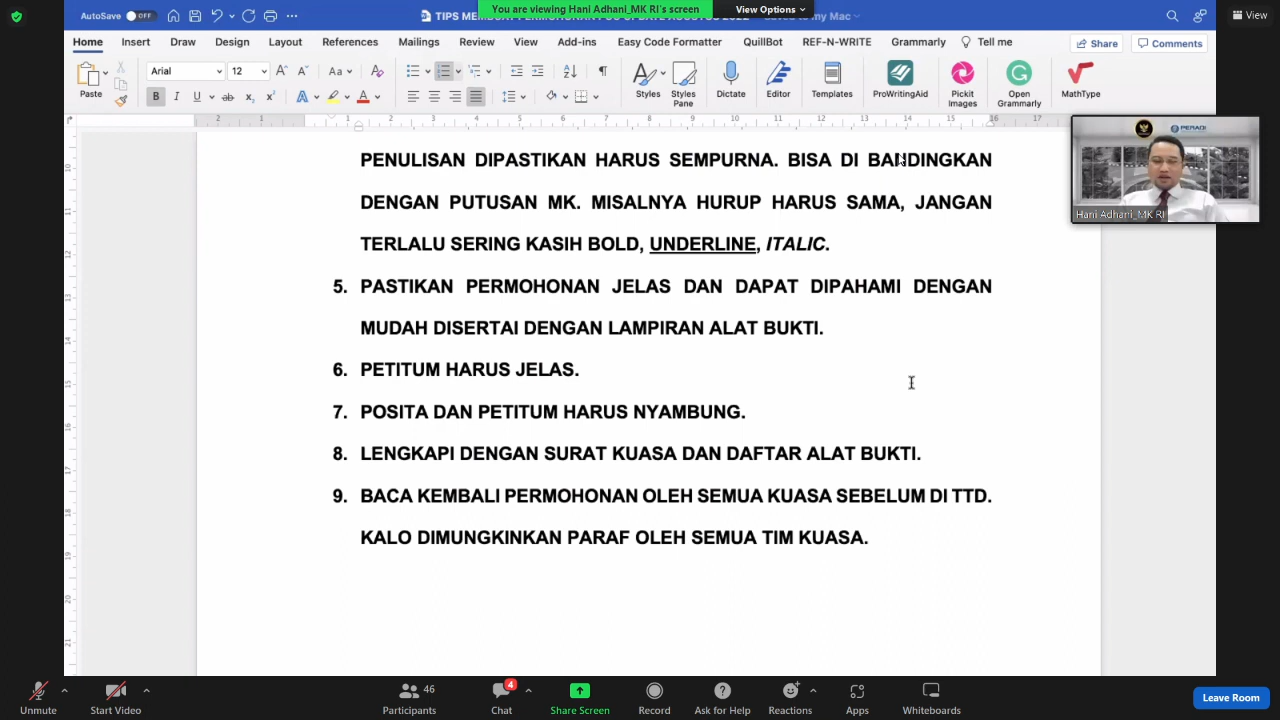 AutoSave OFF
You are viewing Hani Adhani_MK RI's screen
View Options
View
Home Insert Draw Design Layout References Mailings Review View Add-ins Easy Code Formatter QuillBot REF-N-WRITE Grammarly Tell me Share Comments
Paste Arial 12 Styles Styles Pane Dictate Editor Templates ProWritingAid Pickit Images Open Grammarly MathType
PENULISAN DIPASTIKAN HARUS SEMPURNA. BISA DI BANDINGKAN
DENGAN PUTUSAN MK. MISALNYA HURUP HARUS SAMA, JANGAN
TERLALU SERING KASIH BOLD, UNDERLINE, ITALIC.
5. PASTIKAN PERMOHONAN JELAS DAN DAPAT DIPAHAMI DENGAN
MUDAH DISERTAI DENGAN LAMPIRAN ALAT BUKTI.
6. PETITUM HARUS JELAS.
7. POSITA DAN PETITUM HARUS NYAMBUNG.
8. LENGKAPI DENGAN SURAT KUASA DAN DAFTAR ALAT BUKTI.
9. BACA KEMBALI PERMOHONAN OLEH SEMUA KUASA SEBELUM DI TTD.
KALO DIMUNGKINKAN PARAF OLEH SEMUA TIM KUASA.
PERADI
Hani Adhani_MK RI
Unmute Start Video Participants 46 Chat 4 Share Screen Record Ask for Help Reactions Apps Whiteboards Leave Room